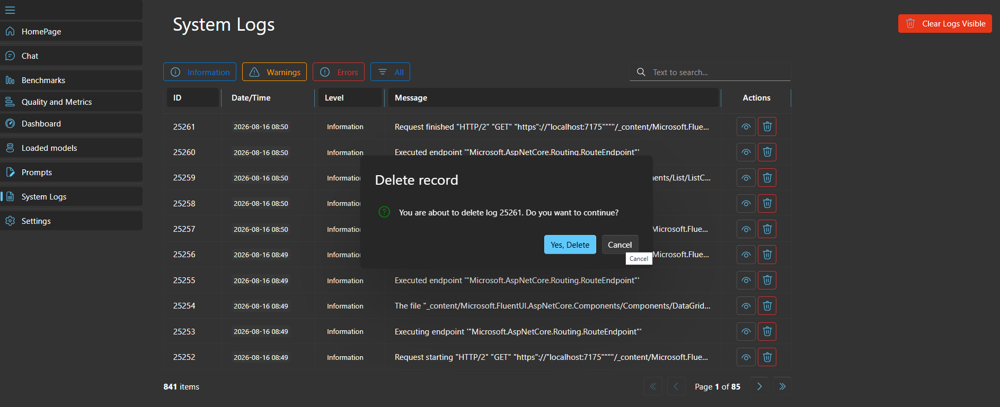 System Logs
Clear Logs Visible
HomePage
Chat
Benchmarks
Quality and Metrics
Dashboard
Loaded models
Prompts
System Logs
Settings
Information Warnings Errors All Text to search...
ID Date/Time Level Message Actions
25261 2026-08-16 08:50 Information Request finished "HTTP/2" "GET" "https"://"localhost:7175""""/_content/Microsoft.Flue...
25260 2026-08-16 08:50 Information Executed endpoint '"Microsoft.AspNetCore.Routing.RouteEndpoint"'
25259 2026-08-16 08:50 Informatio nents/List/ListC...
25258 2026-08-16 08:50 Informatio
25257 2026-08-16 08:50 Informatio Microsoft.Flue...
25256 2026-08-16 08:49 Informatio Microsoft.Flue...
25255 2026-08-16 08:49 Information Executed endpoint '"Microsoft.AspNetCore.Routing.RouteEndpoint"'
25254 2026-08-16 08:49 Information The file "_content/Microsoft.FluentUI.AspNetCore.Components/Components/DataGrid...
25253 2026-08-16 08:49 Information Executing endpoint '"Microsoft.AspNetCore.Routing.RouteEndpoint"'
25252 2026-08-16 08:49 Information Request starting "HTTP/2" "GET" "https"://"localhost:7175""""/_content/Microsoft.Flue...
Delete record
You are about to delete log 25261. Do you want to continue?
Yes, Delete Cancel
Cancel
841 items Page 1 of 85